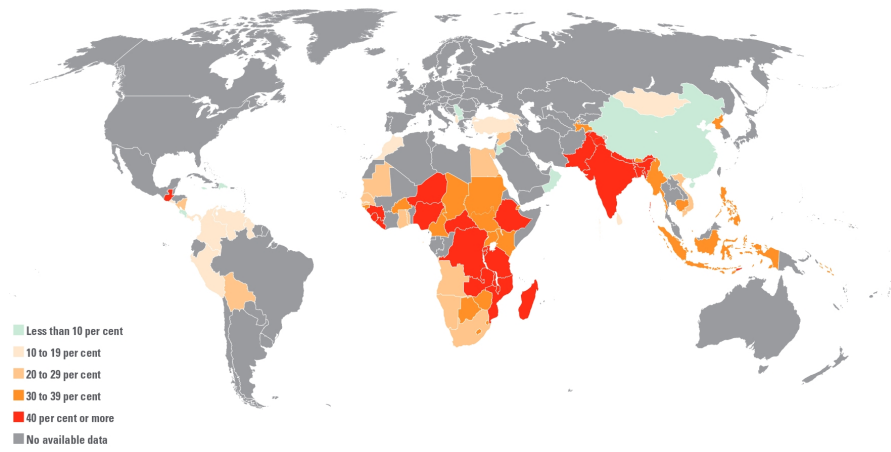 Less than 10 per cent
10 to 19 per cent
20 to 29 per cent
30 to 39 per cent
40 per cent or more
No available data